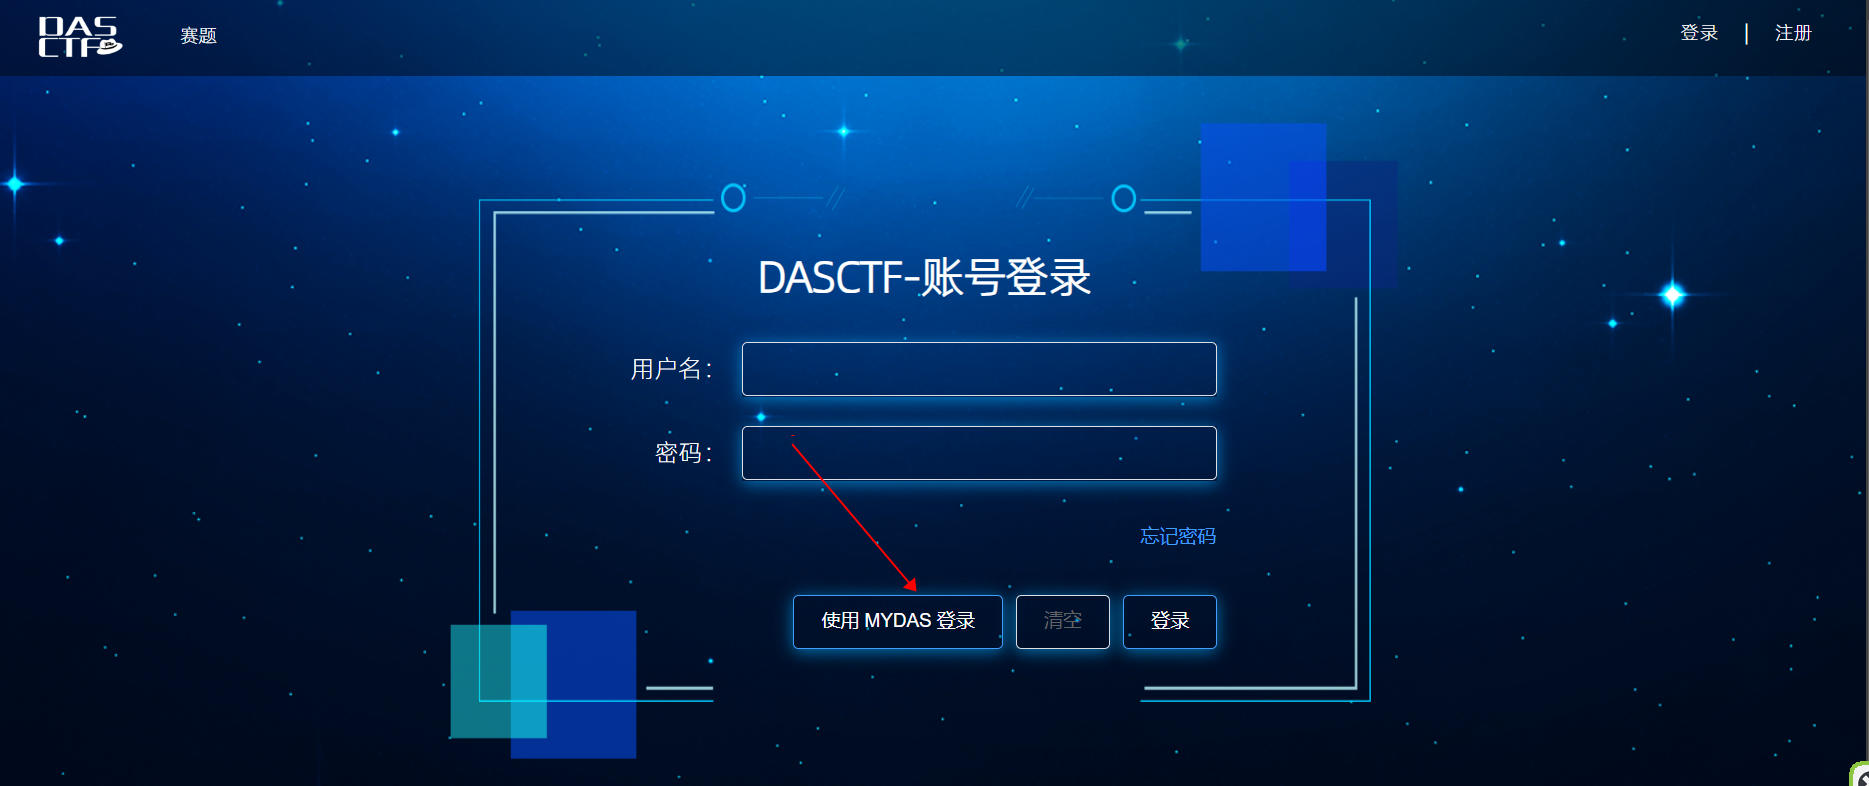 DAS
CTF
赛题
登录 | 注册
DASCTF-账号登录
用户名：
密码：
忘记密码
使用 MYDAS 登录
清空
登录